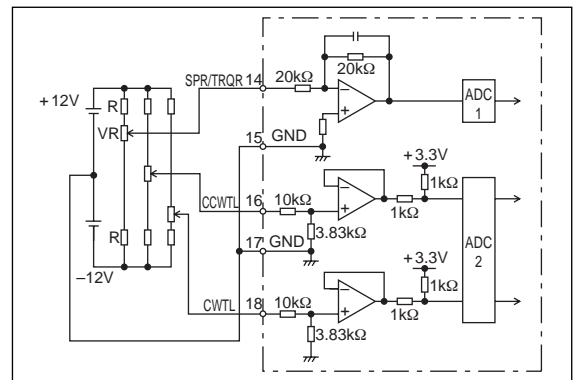 SPR/TRQR 14 20kΩ 20kΩ
+12V R
VR
ADC
1
15 GND
CCWTL 16 10kΩ
+3.3V
1kΩ
1kΩ
3.83kΩ
R
17 GND
ADC
2
−12V
+3.3V
1kΩ
CWTL 18 10kΩ
1kΩ
3.83kΩ